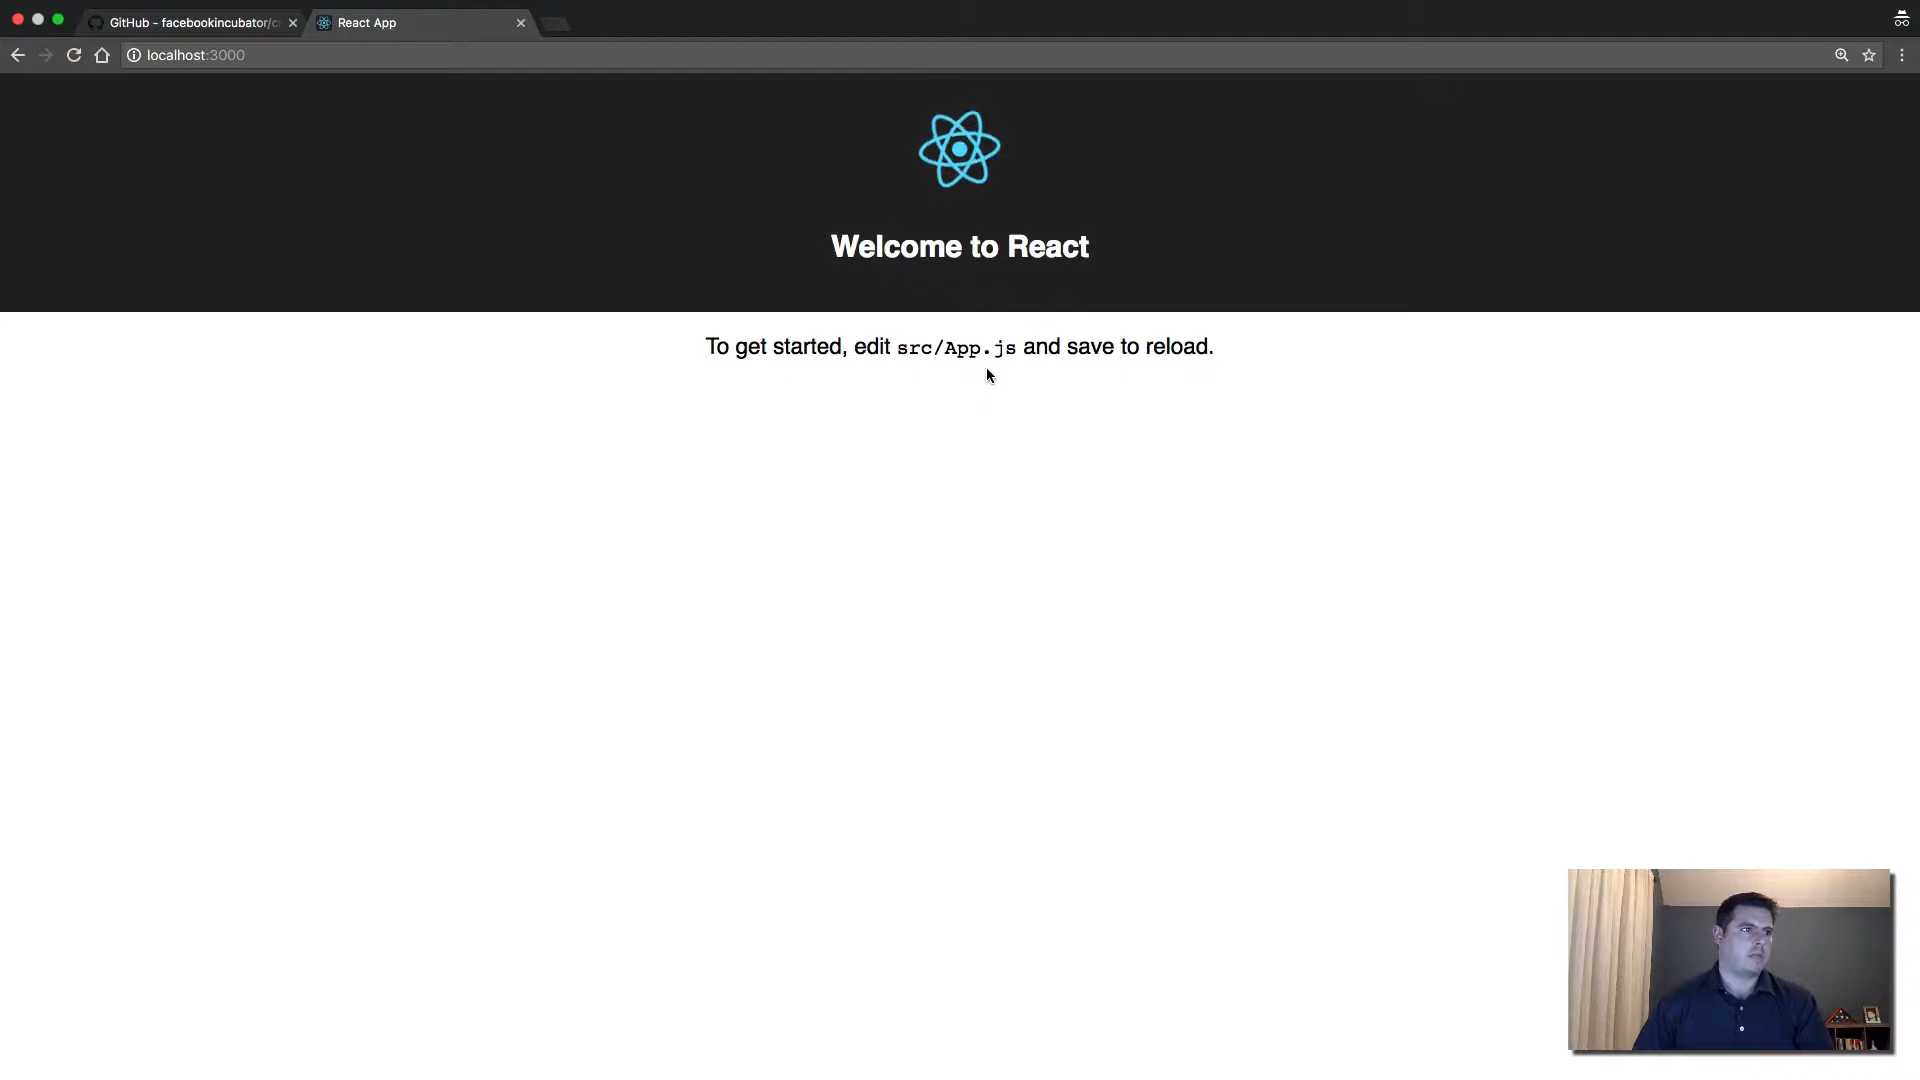 GitHub - facebookincubator/c
React App
localhost:3000
Welcome to React
To get started, edit src/App.js and save to reload.